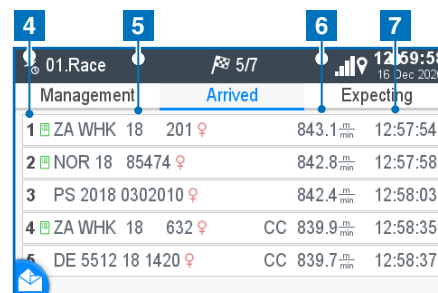 4 5 6 7
01.Race 5/7 12:59:5
16 Dec 202
Management Arrived Expecting
1 ZA WHK 18 201 ♀ 843.1 m/min 12:57:54
2 NOR 18 85474 ♀ 842.8 m/min 12:57:58
3 PS 2018 0302010 ♀ 842.4 m/min 12:58:03
4 ZA WHK 18 632 ♀ CC 839.9 m/min 12:58:35
5 DE 5512 18 1420 ♀ CC 839.7 m/min 12:58:37